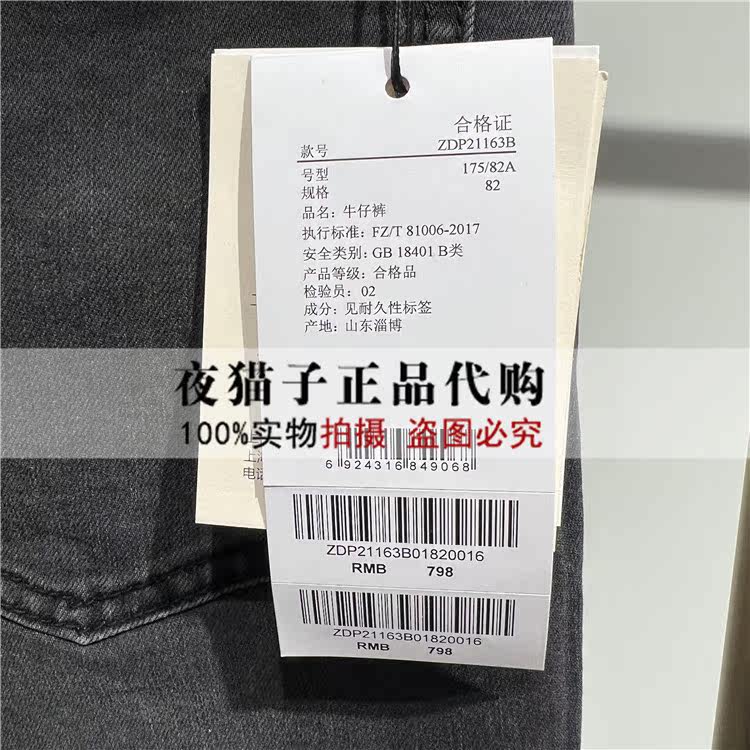 合格证
款号 ZDP21163B
号型 175/82A
规格 82
品名: 牛仔裤
执行标准: FZ/T 81006-2017
安全类别: GB 18401 B类
产品等级: 合格品
检验员: 02
成分: 见耐久性标签
产地: 山东淄博
夜猫子正品代购
100%实物拍摄 盗图必究
上海
电话
6 924316 849068
ZDP21163B01820016
RMB 798
ZDP21163B01820016
RMB 798